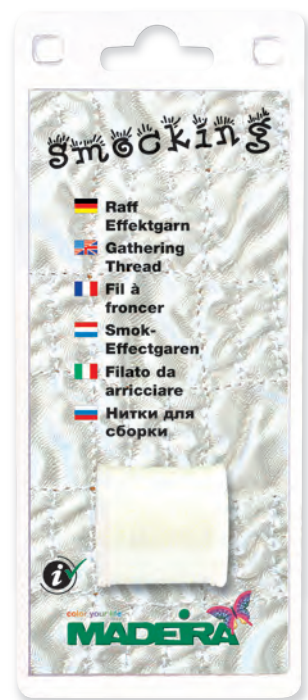 smocking
Raff
Effektgarn
Gathering
Thread
Fil à
froncer
Smok-
Effectgaren
Filato da
arricciare
Нитки для
сборки
i
color your life
MADEIRA